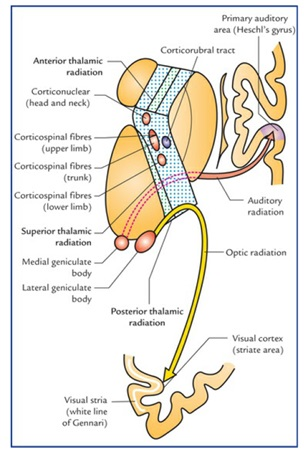 Primary auditory
area (Heschl's gyrus)
Corticorubral tract
Anterior thalamic
radiation
Corticonuclear
(head and neck)
Corticospinal fibres
(upper limb)
Corticospinal fibres
(trunk)
Corticospinal fibres
(lower limb)
Superior thalamic
radiation
Medial geniculate
body
Lateral geniculate
body
Auditory
radiation
Optic radiation
Posterior thalamic
radiation
Visual cortex
(striate area)
Visual stria
(white line
of Gennari)